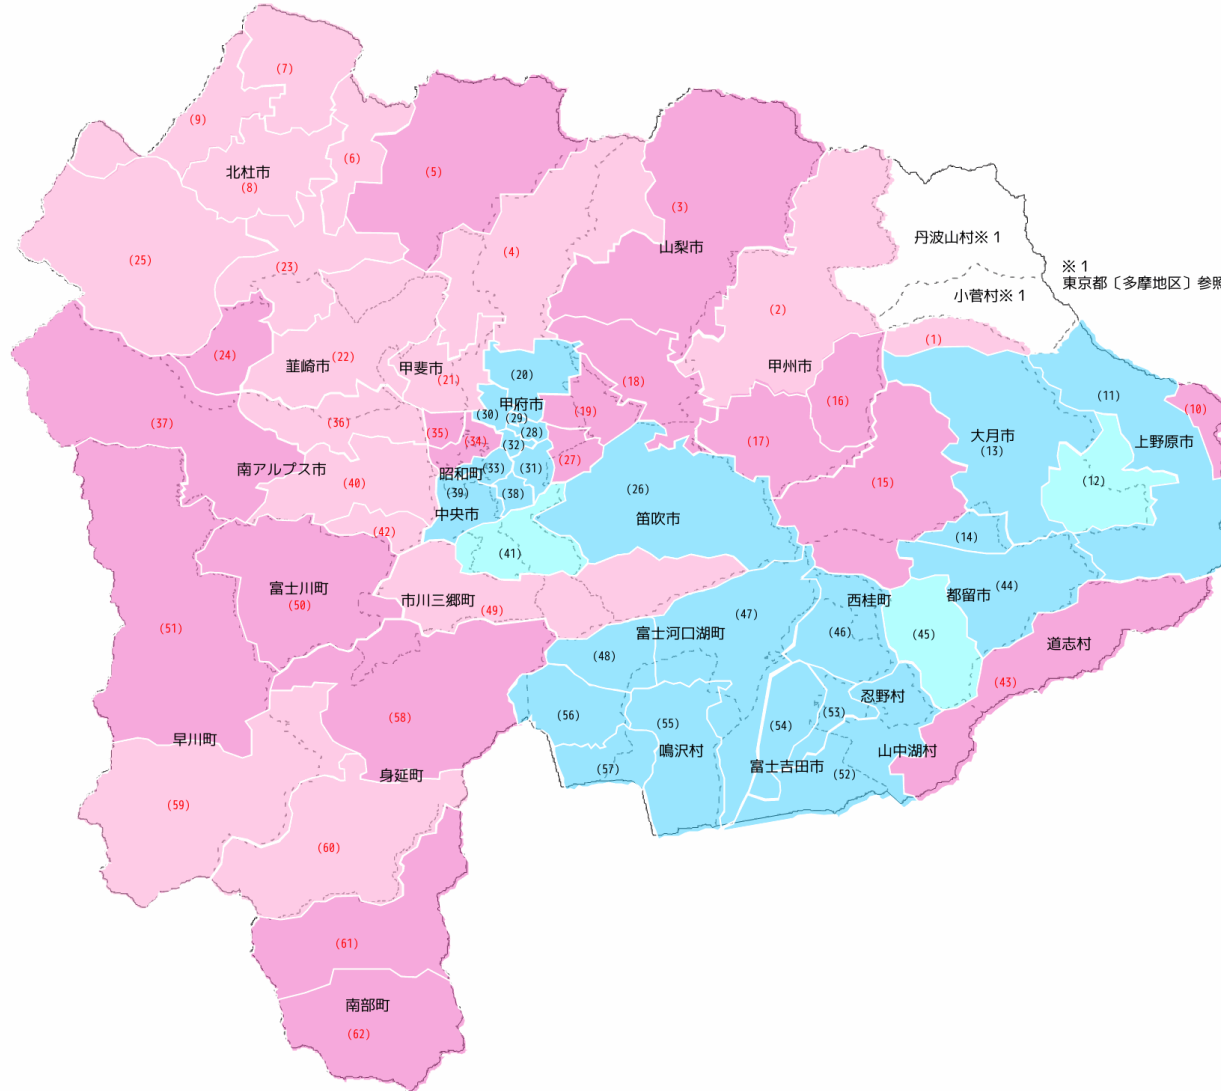 (7)
(9)
(6)
北杜市
(8)
(5)
(3)
山梨市
(4)
丹波山村※1
※1
東京都〔多摩地区〕参照
小菅村※1
(25)
(23)
(2)
(1)
(24)
韮崎市
(22)
甲斐市
(21)
(20)
(18)
甲州市
(11)
(16)
(10)
(37)
(36)
(35)
(34)
(30)
甲府市
(29)
(19)
(28)
(32)
(17)
大月市
(13)
上野原市
南アルプス市
(40)
昭和町
(33)
(31)
(27)
(39)
(38)
(26)
笛吹市
(15)
(12)
中央市
(42)
(41)
(14)
富士川町
(50)
市川三郷町
(49)
西桂町
都留市
(44)
(51)
(47)
富士河口湖町
(46)
(45)
道志村
(48)
(43)
早川町
(58)
(56)
(55)
鳴沢村
(54)
(53)
忍野村
山中湖村
(57)
富士吉田市
(52)
身延町
(59)
(60)
(61)
南部町
(62)